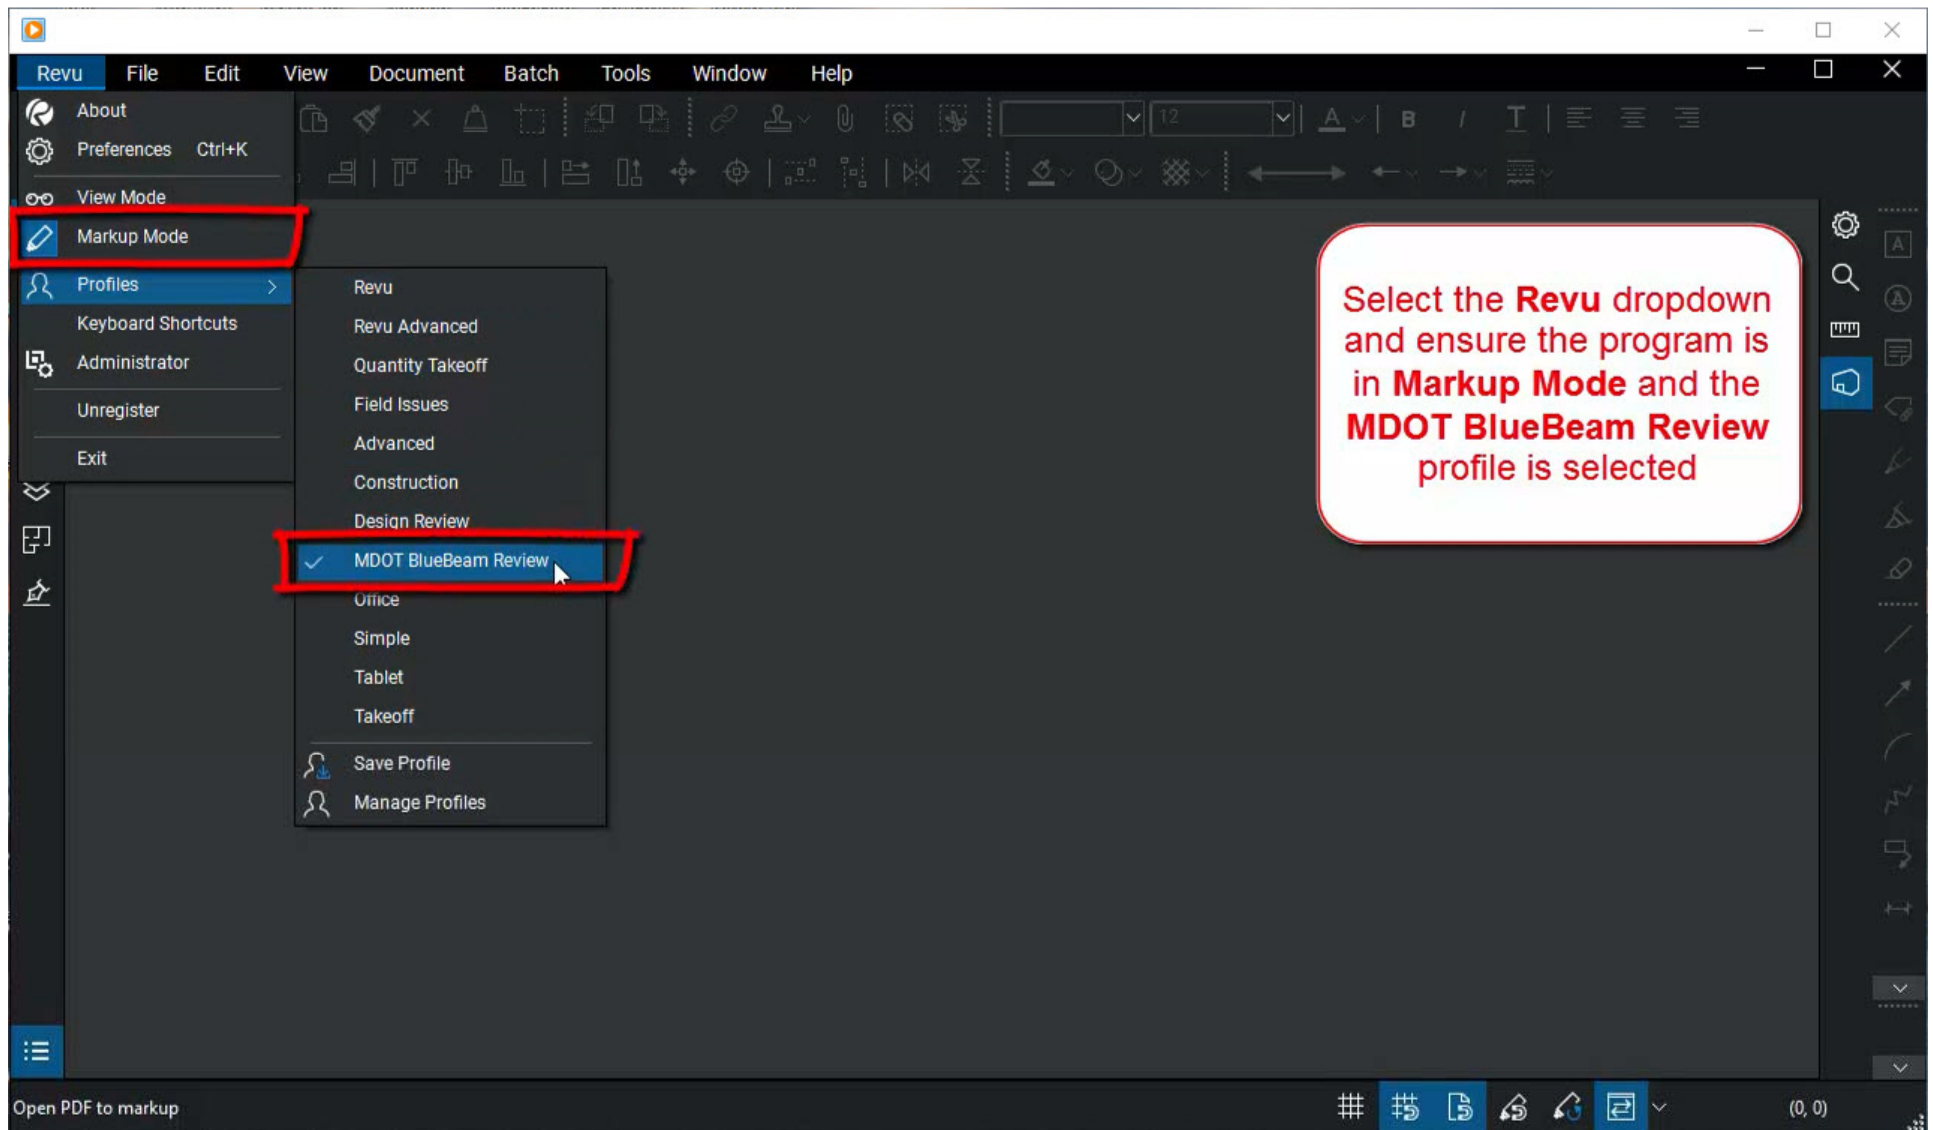 Revu File Edit View Document Batch Tools Window Help
About
Preferences Ctrl+K
12
A B I T
View Mode
Markup Mode
Profiles
Keyboard Shortcuts
Administrator
Unregister
Exit
Revu
Revu Advanced
Quantity Takeoff
Field Issues
Advanced
Construction
Design Review
MDOT BlueBeam Review
Office
Simple
Tablet
Takeoff
Save Profile
Manage Profiles
Select the Revu dropdown
and ensure the program is
in Markup Mode and the
MDOT BlueBeam Review
profile is selected
A
A
Open PDF to markup
(0, 0)